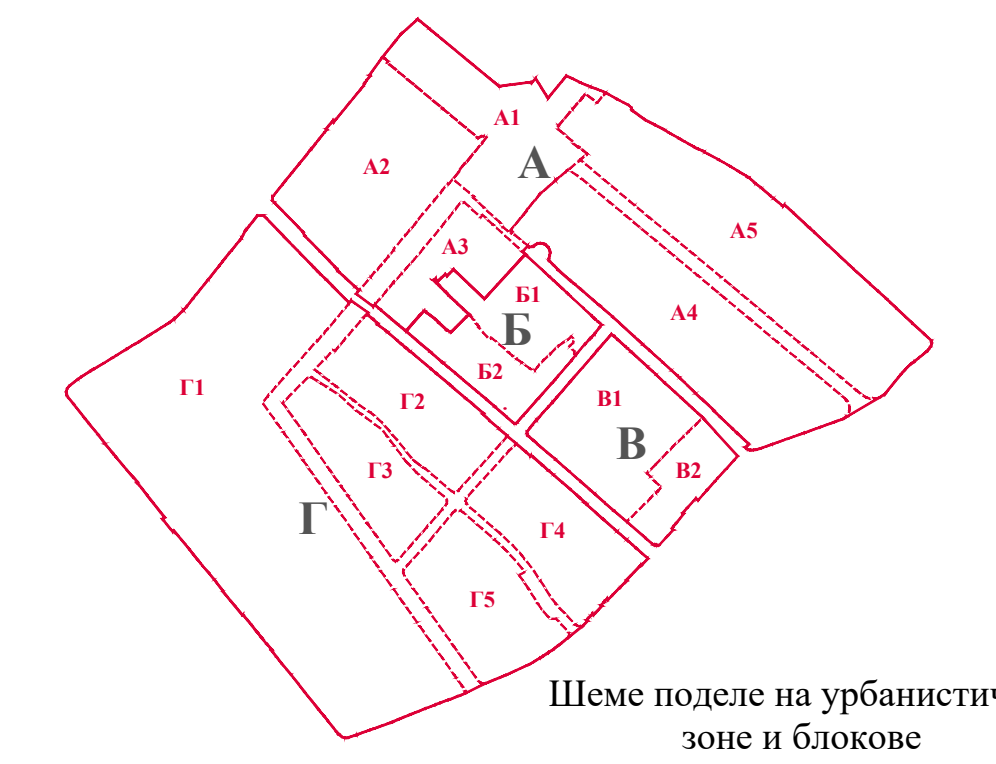 А1
А
А2
А5
А3
Б1
А4
Б
Б2
Г1
Г2
В1
В
Г3
В2
Г
Г4
Г5
Шеме поделе на урбанистич
зоне и блокове